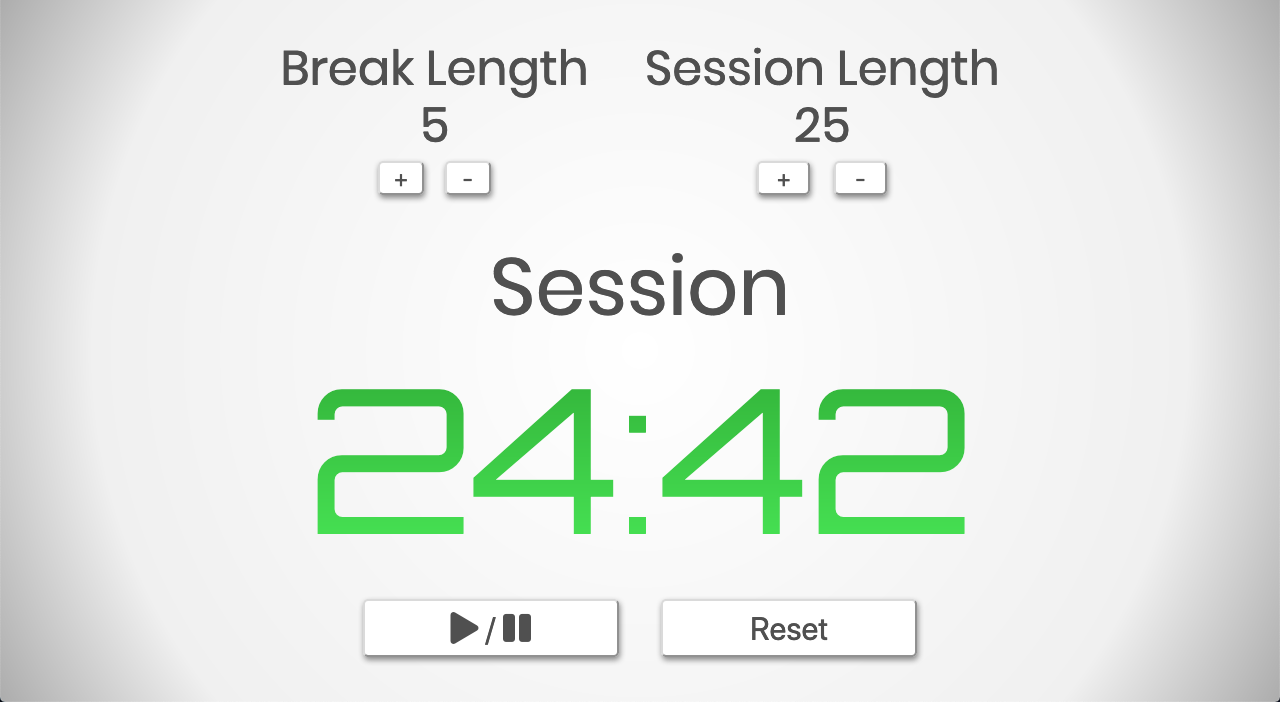 Break Length
5
+ -
Session Length
25
+ -
Session
24:42
/
Reset